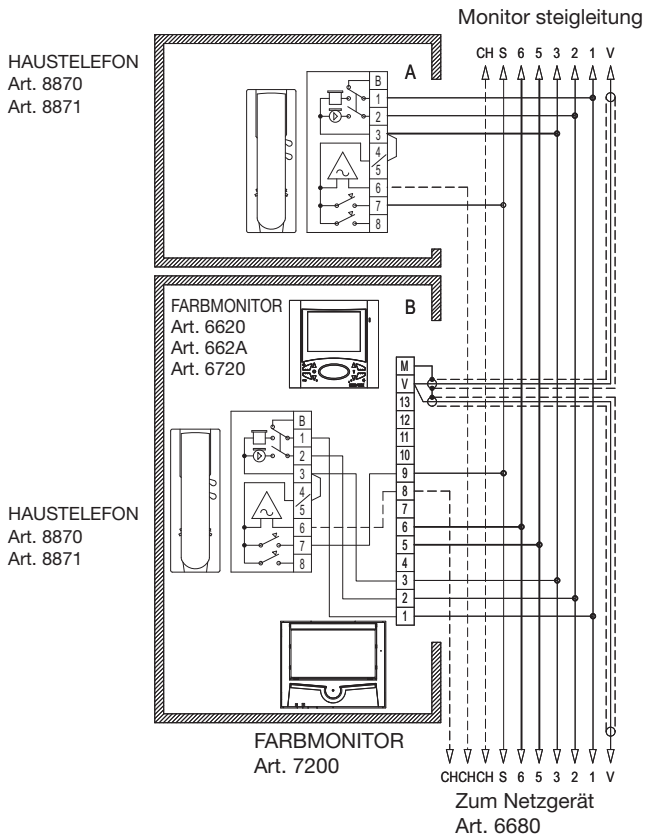 Monitor steigleitung
CH S 6 5 3 2 1 V
HAUSTELEFON
Art. 8870
Art. 8871
A
B
1
2
3
4
5
6
7
8
FARBMONITOR
Art. 6620
Art. 662A
Art. 6720
B
M
V
13
12
11
10
9
8
7
6
5
4
3
2
1
HAUSTELEFON
Art. 8870
Art. 8871
B
1
2
3
4
5
6
7
8
FARBMONITOR
Art. 7200
CHCHCH S 6 5 3 2 1 V
Zum Netzgerät
Art. 6680